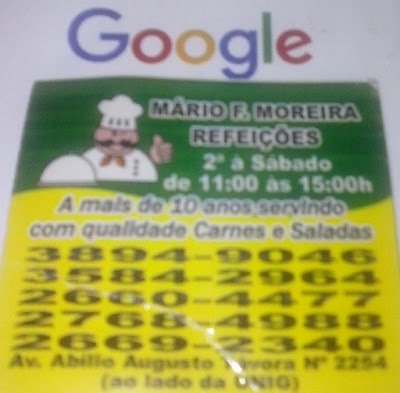 Google
MÁRIO F. MOREIRA
REFEIÇÕES
2ª à Sábado
de 11:00 às 15:00h
A mais de 10 anos servindo
com qualidade Carnes e Saladas
3894-9046
3584-2964
2660-4477
2768-4988
2669-2340
Av. Abílio Augusto Távora Nº 2254
(ao lado da UNIG)